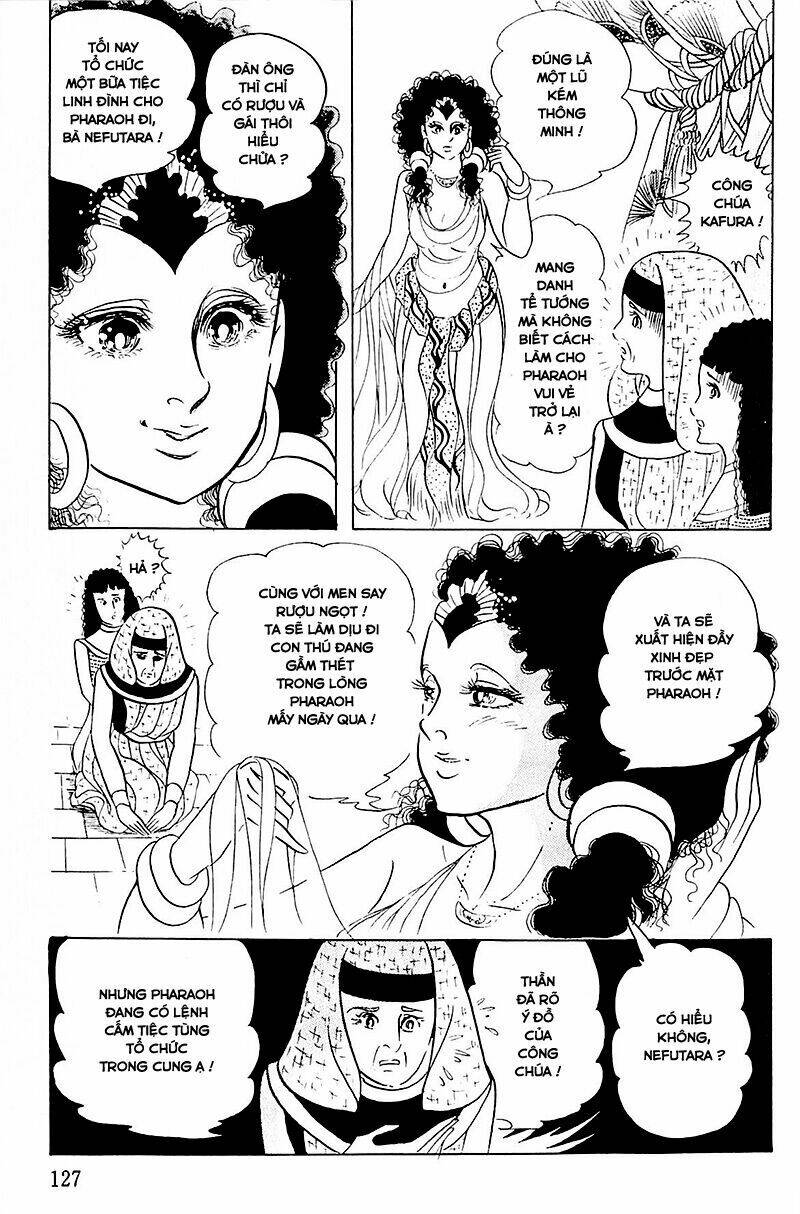 CÔNG
CHÚA
KAFURA !
ĐÚNG LÀ
MỘT LŨ
KÉM
THÔNG
MINH !
MANG
DANH
TỂ TƯỚNG
MÀ KHÔNG
BIẾT CÁCH
LÀM CHO
PHARAOH
VUI VẺ
TRỞ LẠI
À ?
ĐÀN ÔNG
THÌ CHỈ
CÓ RƯỢU VÀ
GÁI THÔI
HIỂU
CHỬA ?
TỐI NAY
TỔ CHỨC
MỘT BỮA TIỆC
LINH ĐÌNH CHO
PHARAOH ĐI,
BÀ NEFUTARA !
VÀ TA SẼ
XUẤT HIỆN ĐẦY
XINH ĐẸP
TRƯỚC MẶT
PHARAOH !
CÙNG VỚI MEN SAY
RƯỢU NGỌT !
TA SẼ LÀM DỊU ĐI
CON THÚ ĐANG
GẦM THÉT
TRONG LÒNG
PHARAOH
MẤY NGÀY QUA !
HẢ ?
CÓ HIỂU
KHÔNG,
NEFUTARA ?
THẦN
ĐÃ RÕ
Ý ĐỒ
CỦA
CÔNG
CHÚA !
NHƯNG PHARAOH
ĐANG CÓ LỆNH
CẤM TIỆC TÙNG
TỔ CHỨC
TRONG CUNG Ạ !
127